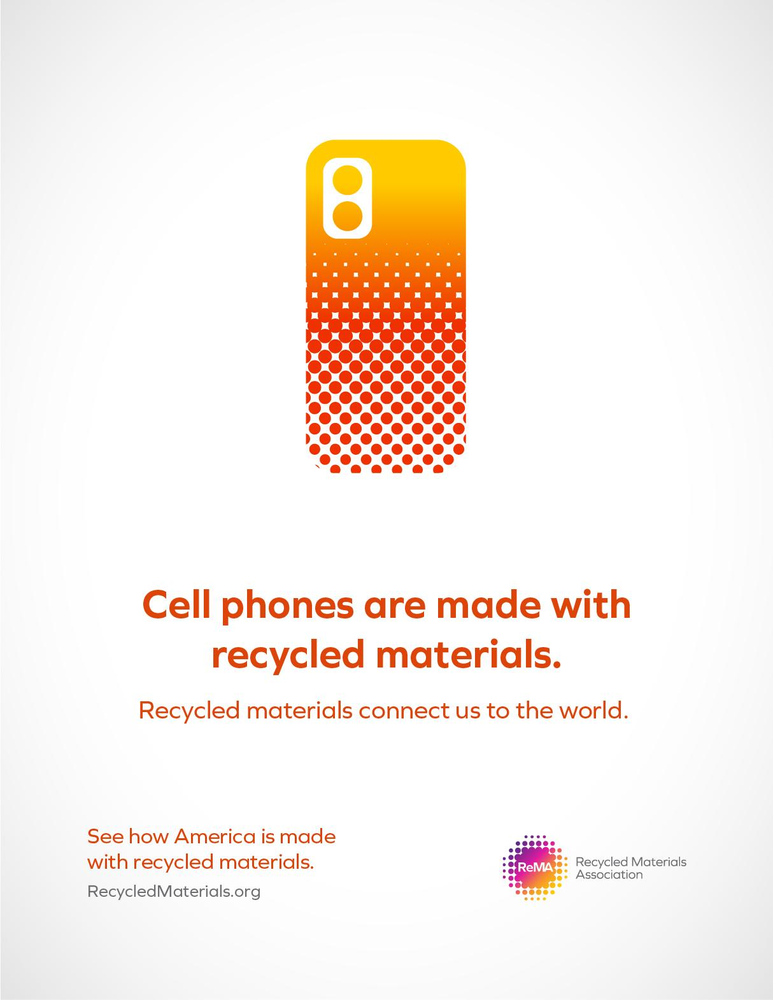 Cell phones are made with
recycled materials.
Recycled materials connect us to the world.
See how America is made
with recycled materials.
RecycledMaterials.org
ReMA
Recycled Materials
Association